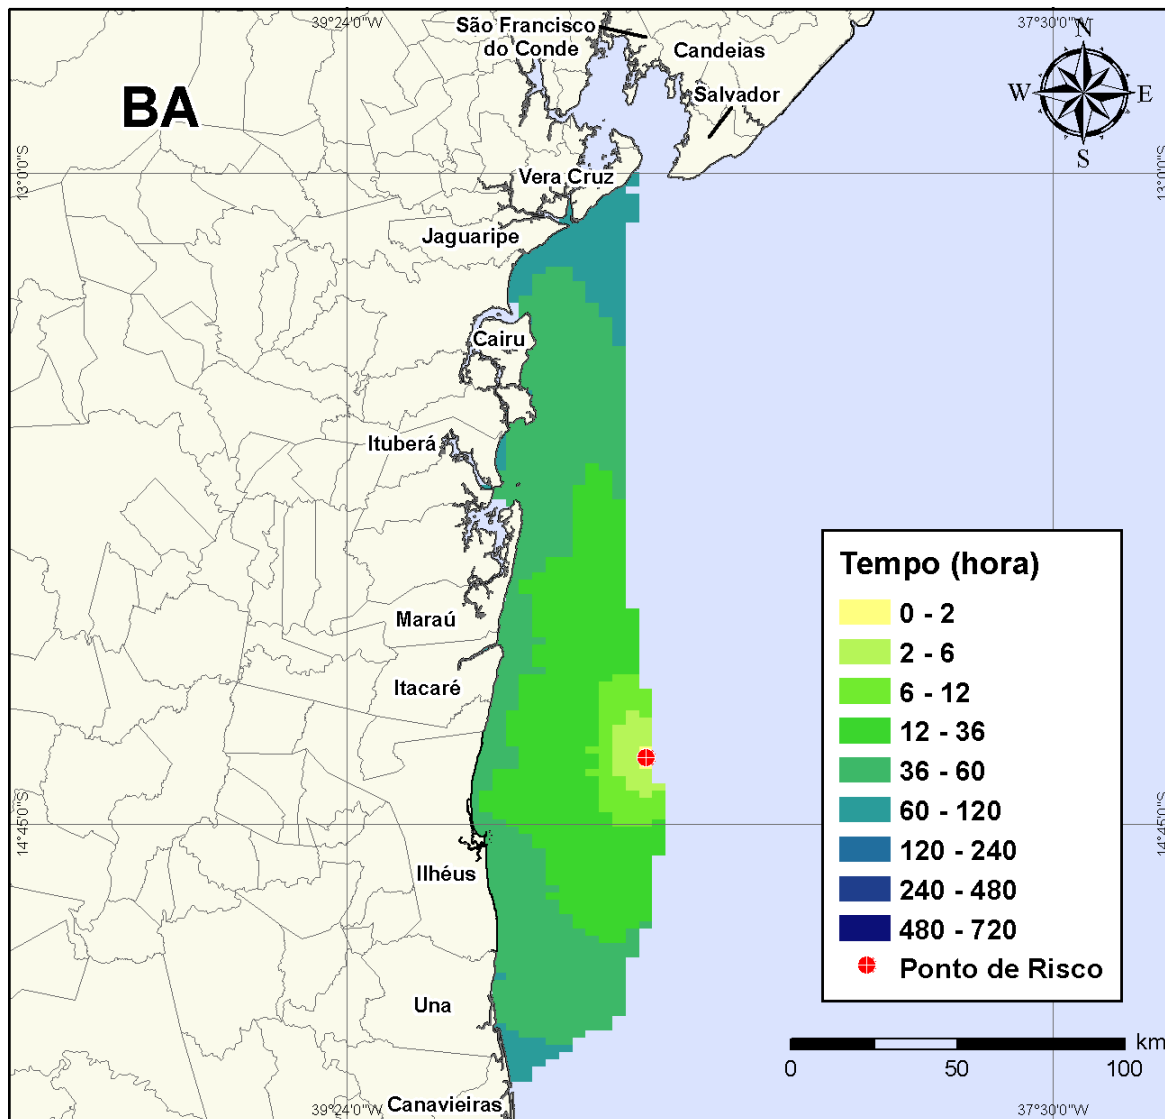 39°24'0"W
37°30'0"W
São Francisco
do Conde
Candeias
N
BA
Salvador
W
E
S
13°0'0"S
13°0'0"S
Vera Cruz
Jaguaripe
Cairu
Ituberá
Tempo (hora)
0 - 2
Maraú
2 - 6
Itacaré
6 - 12
12 - 36
36 - 60
14°45'0"S
14°45'0"S
60 - 120
Ilhéus
120 - 240
240 - 480
480 - 720
Ponto de Risco
Una
km
0
50
100
Canavieiras
39°24'0"W
37°30'0"W